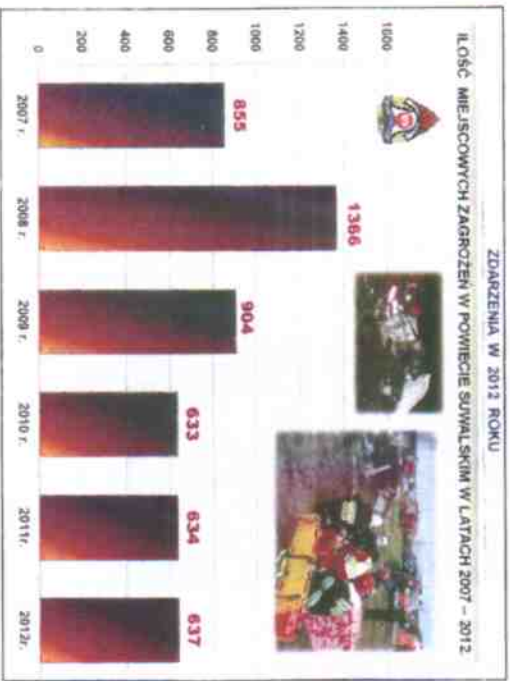 ZDARZENIA W 2012 ROKU
ILOŚĆ MIEJSCOWYCH ZAGROŻEŃ W POWIECIE SUWALSKIM W LATACH 2007 – 2012.
1600
1400
1200
1000
800
600
400
200
0
855
1366
904
633
634
637
2007 r.
2008 r.
2009 r.
2010 r.
2011r.
2012r.